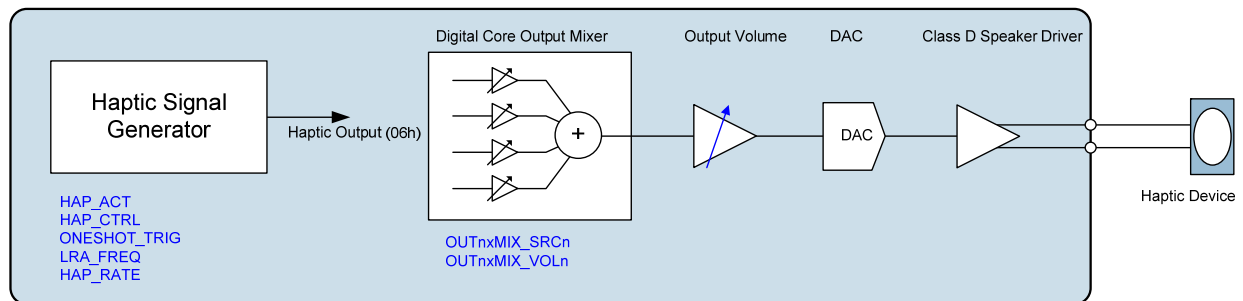 Digital Core Output Mixer
Output Volume
DAC
Class D Speaker Driver
Haptic Signal
Generator
Haptic Output (06h)
+
DAC
Haptic Device
HAP_ACT
HAP_CTRL
ONESHOT_TRIG
LRA_FREQ
HAP_RATE
OUTnxMIX_SRCn
OUTnxMIX_VOLn